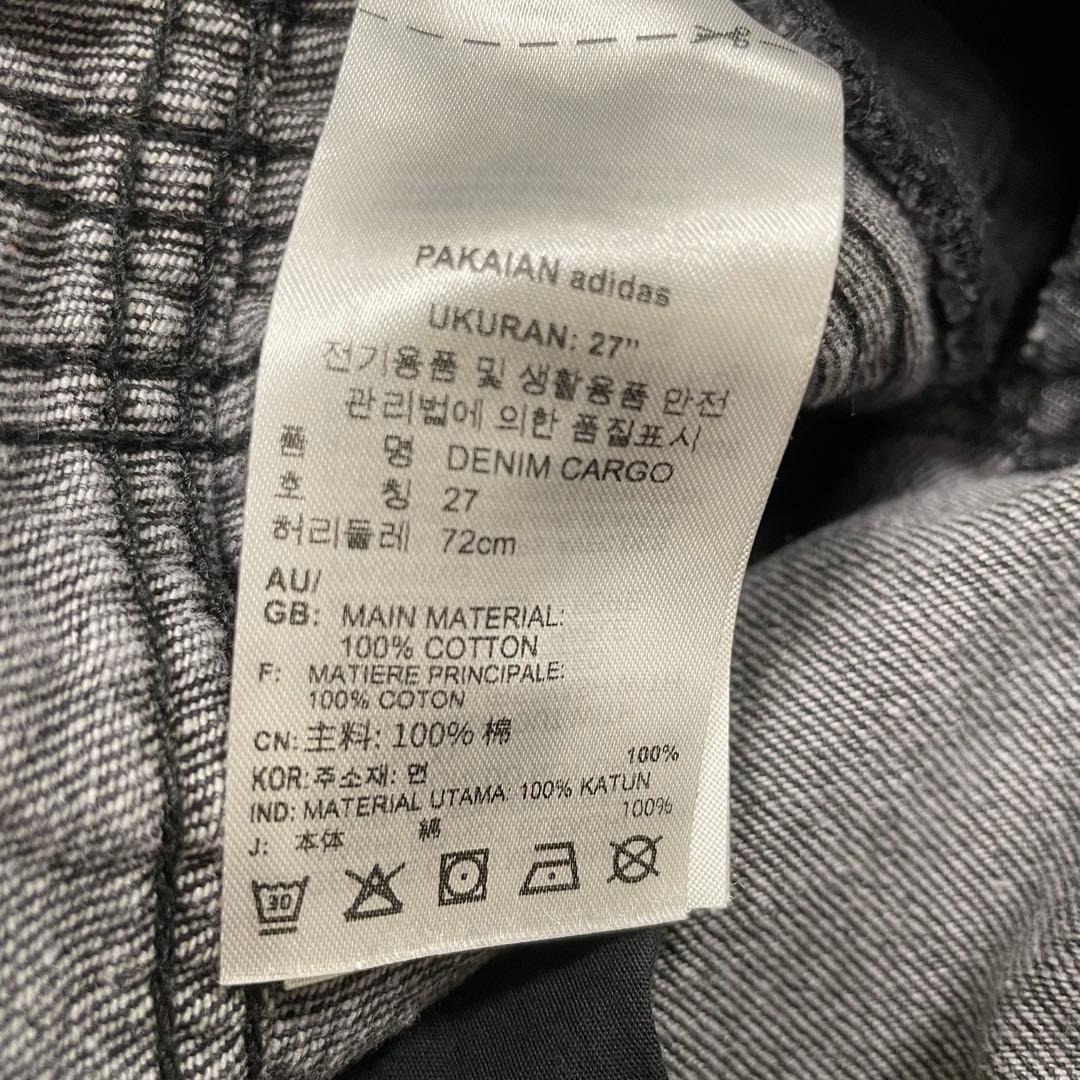 PAKAIAN adidas
UKURAN: 27"
전기용품 및 생활용품 안전
관리법에 의한 품질표시
품 명 DENIM CARGO
호 칭 27
허리둘레 72cm
AU/
GB: MAIN MATERIAL:
100% COTTON
F: MATIERE PRINCIPALE:
100% COTON
CN: 主料: 100% 棉
KOR: 주소재: 면 100%
IND: MATERIAL UTAMA: 100% KATUN
J: 本体 綿 100%
30